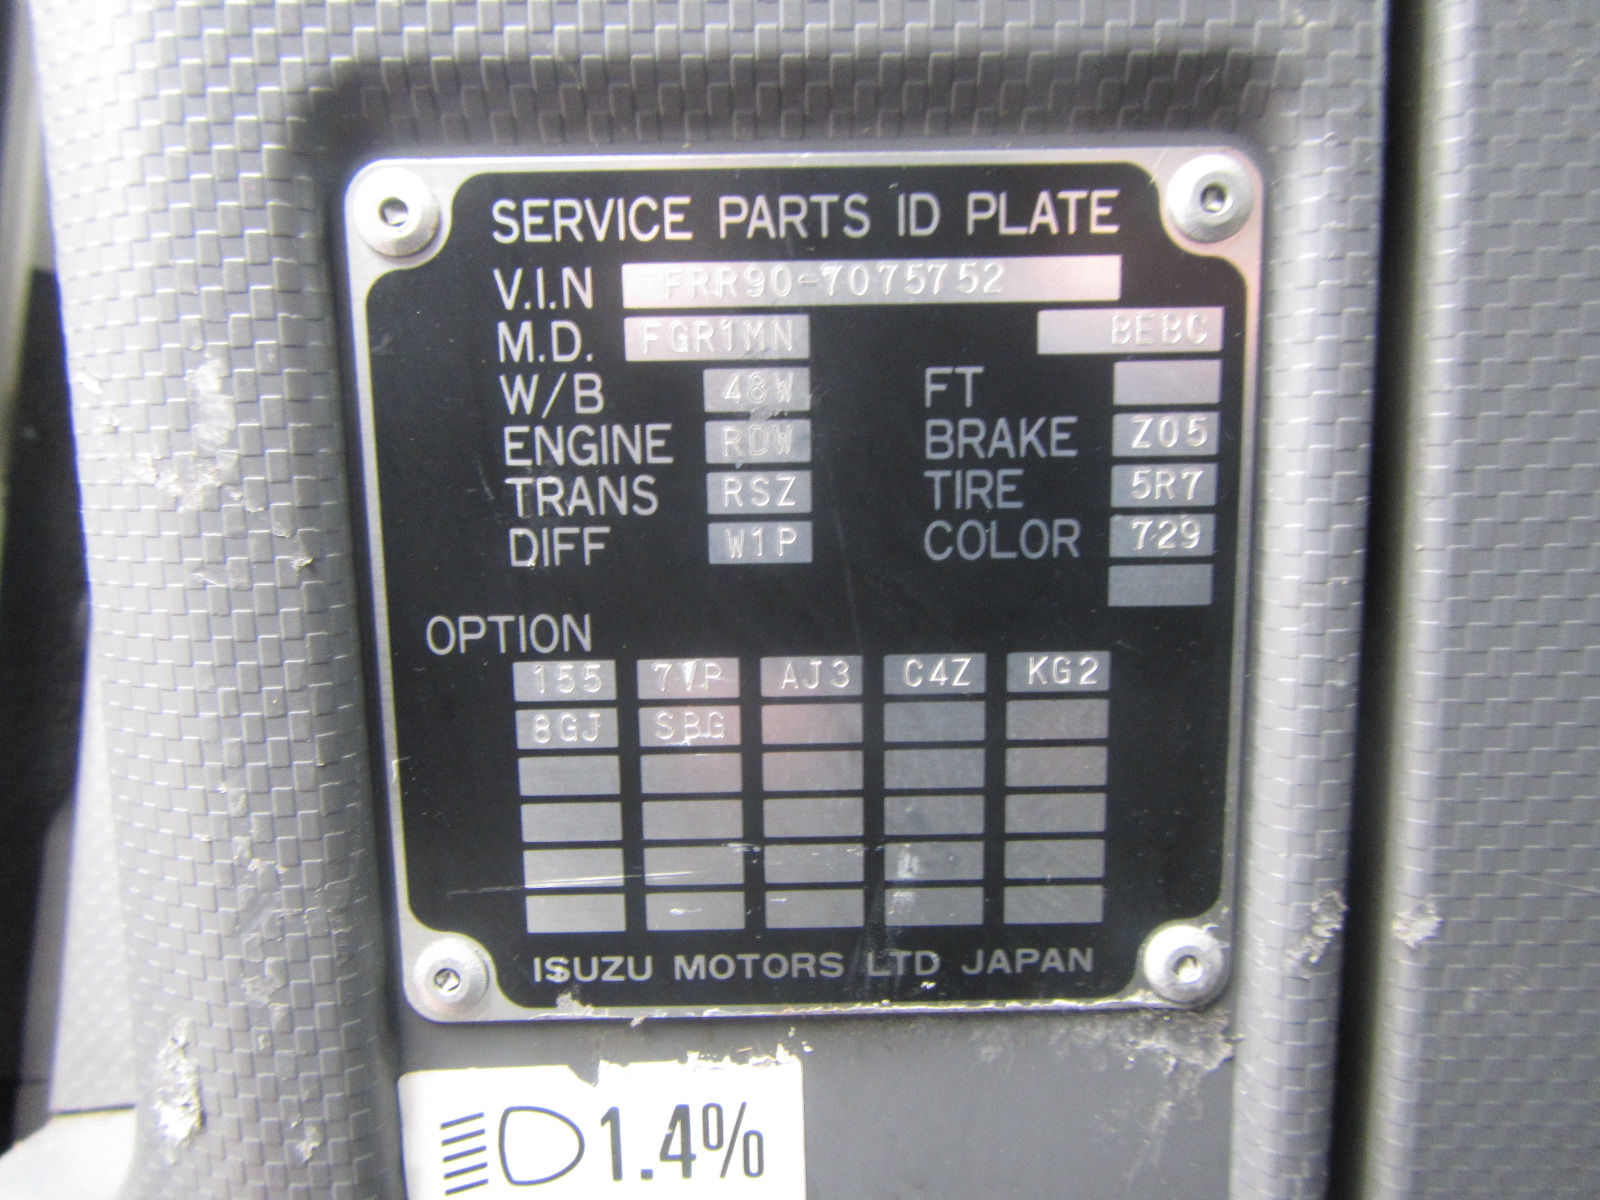 SERVICE PARTS ID PLATE
V.I.N FRR90-7075752
M.D. FGR1MN BEBC
W/B 48W FT
ENGINE RDW BRAKE Z05
TRANS RSZ TIRE 5R7
DIFF W1P COLOR 729
OPTION
155 7VP AJ3 C4Z KG2
8GJ SBG
ISUZU MOTORS LTD JAPAN
1.4%